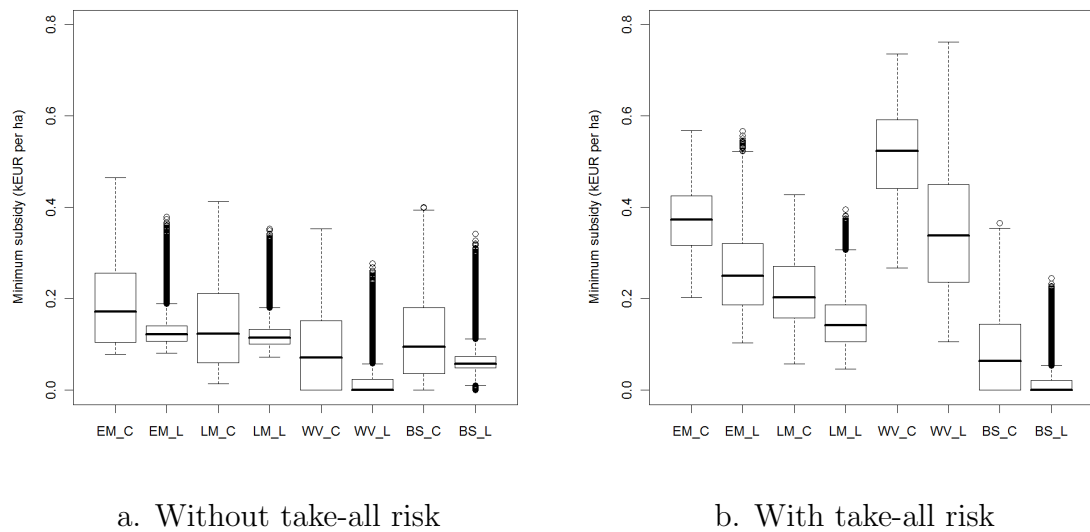 Minimum subsidy (kEUR per ha)
0.8
0.6
0.4
0.2
0.0
EM_C EM_L LM_C LM_L WV_C WV_L BS_C BS_L
a. Without take-all risk
Minimum subsidy (kEUR per ha)
0.8
0.6
0.4
0.2
0.0
EM_C EM_L LM_C LM_L WV_C WV_L BS_C BS_L
b. With take-all risk